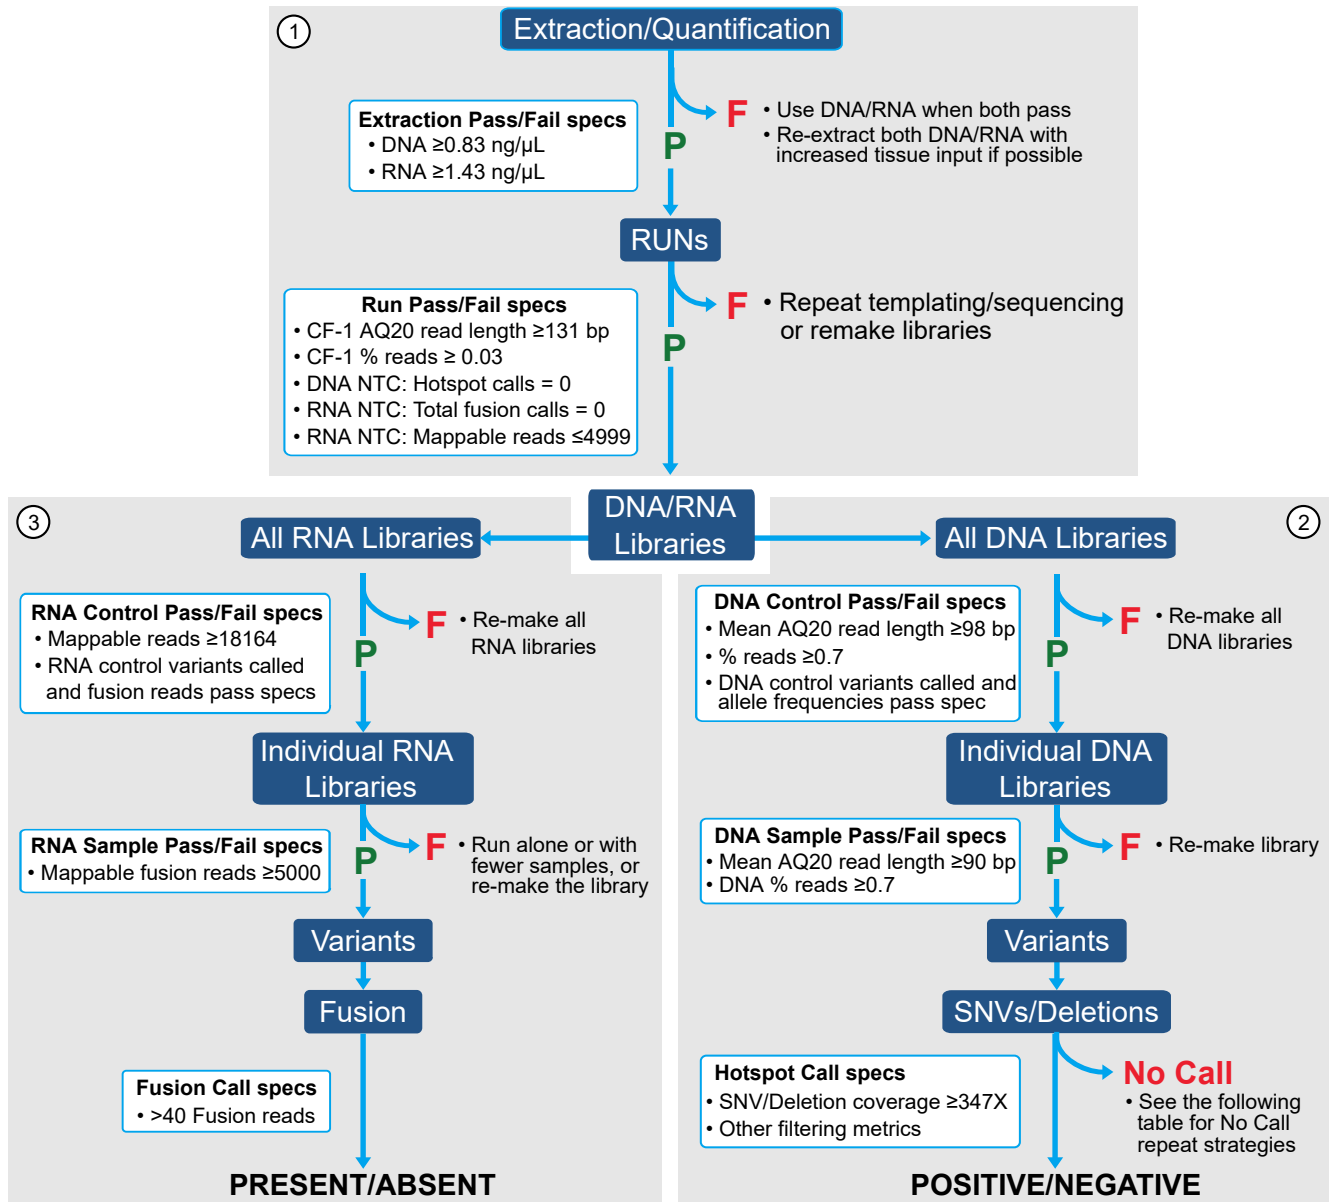 1
Extraction/Quantification
Extraction Pass/Fail specs
• DNA ≥0.83 ng/µL
• RNA ≥1.43 ng/µL
F
• Use DNA/RNA when both pass
• Re-extract both DNA/RNA with
increased tissue input if possible
P
RUNs
Run Pass/Fail specs
• CF-1 AQ20 read length ≥131 bp
• CF-1 % reads ≥ 0.03
• DNA NTC: Hotspot calls = 0
• RNA NTC: Total fusion calls = 0
• RNA NTC: Mappable reads ≤4999
F
• Repeat templating/sequencing
or remake libraries
P
DNA/RNA
Libraries
3
All RNA Libraries
RNA Control Pass/Fail specs
• Mappable reads ≥18164
• RNA control variants called
and fusion reads pass specs
F
• Re-make all
RNA libraries
P
Individual RNA
Libraries
RNA Sample Pass/Fail specs
• Mappable fusion reads ≥5000
P
F
• Run alone or with
fewer samples, or
re-make the library
Variants
Fusion
Fusion Call specs
• >40 Fusion reads
PRESENT/ABSENT
2
All DNA Libraries
DNA Control Pass/Fail specs
• Mean AQ20 read length ≥98 bp
• % reads ≥0.7
• DNA control variants called and
allele frequencies pass spec
F
• Re-make all
DNA libraries
P
Individual DNA
Libraries
DNA Sample Pass/Fail specs
• Mean AQ20 read length ≥90 bp
• DNA % reads ≥0.7
P
F
• Re-make library
Variants
SNVs/Deletions
Hotspot Call specs
• SNV/Deletion coverage ≥347X
• Other filtering metrics
No Call
• See the following
table for No Call
repeat strategies
POSITIVE/NEGATIVE